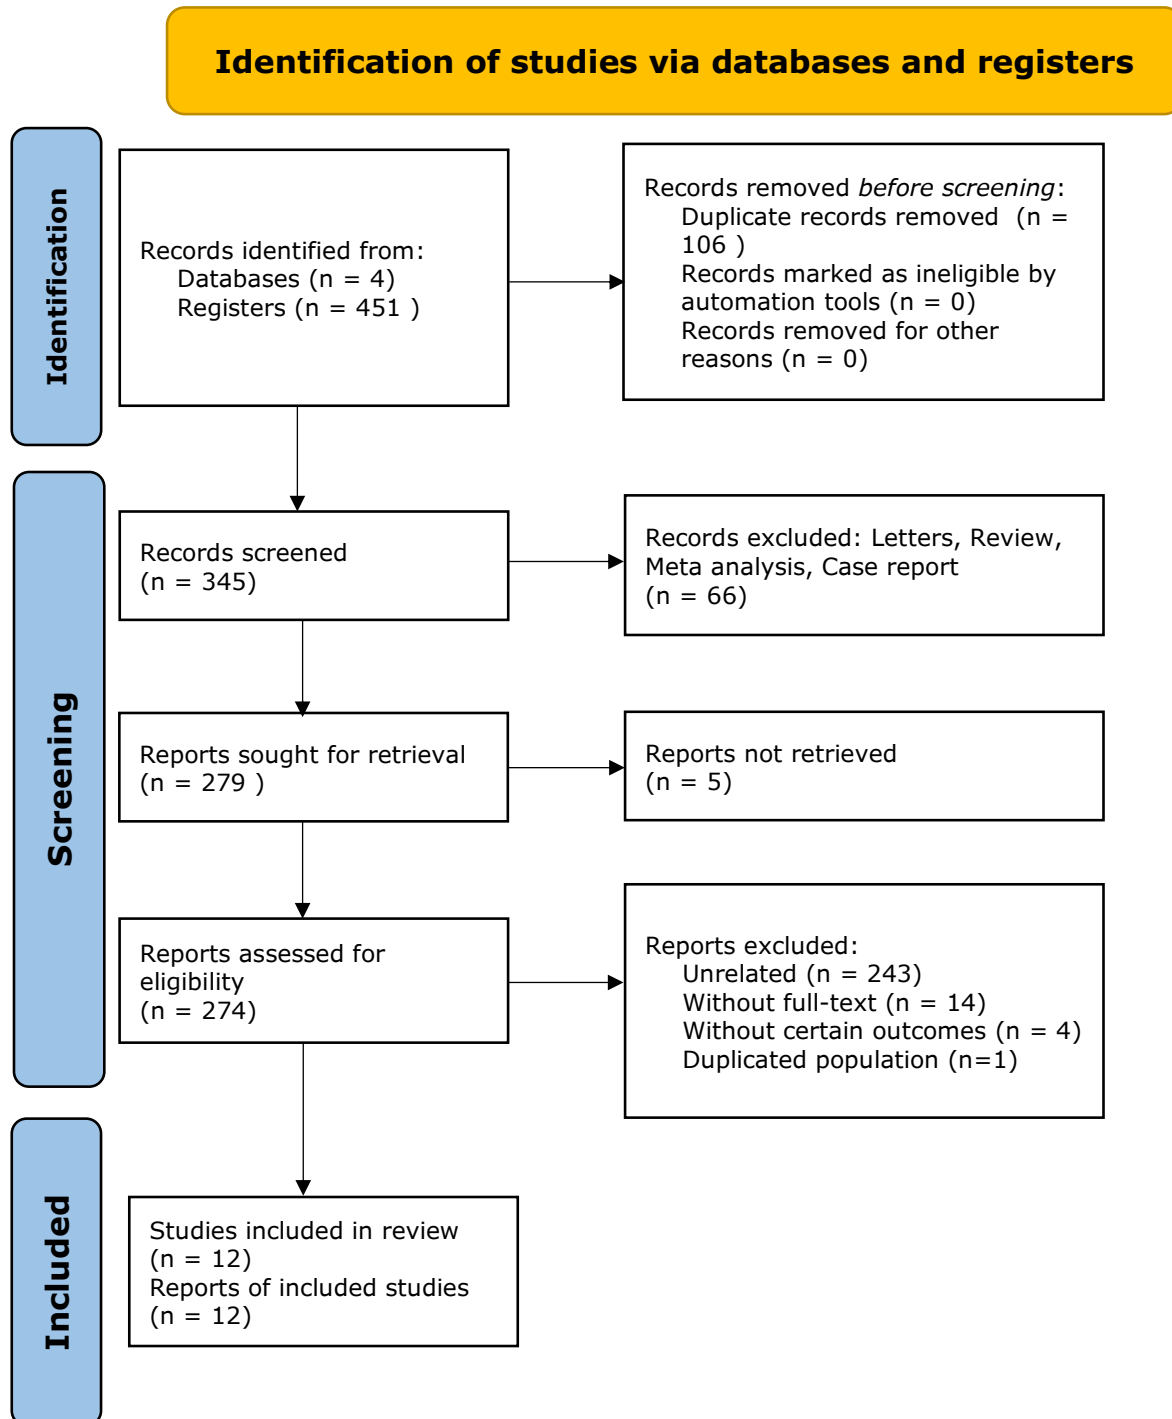 Identification of studies via databases and registers
Identification
Records identified from:
Databases (n = 4)
Registers (n = 451 )
Records removed before screening:
Duplicate records removed  (n =
106 )
Records marked as ineligible by
automation tools (n = 0)
Records removed for other
reasons (n = 0)
Screening
Records screened
(n = 345)
Records excluded: Letters, Review,
Meta analysis, Case report
(n = 66)
Reports sought for retrieval
(n = 279 )
Reports not retrieved
(n = 5)
Reports assessed for
eligibility
(n = 274)
Reports excluded:
Unrelated (n = 243)
Without full-text (n = 14)
Without certain outcomes (n = 4)
Duplicated population (n=1)
Included
Studies included in review
(n = 12)
Reports of included studies
(n = 12)